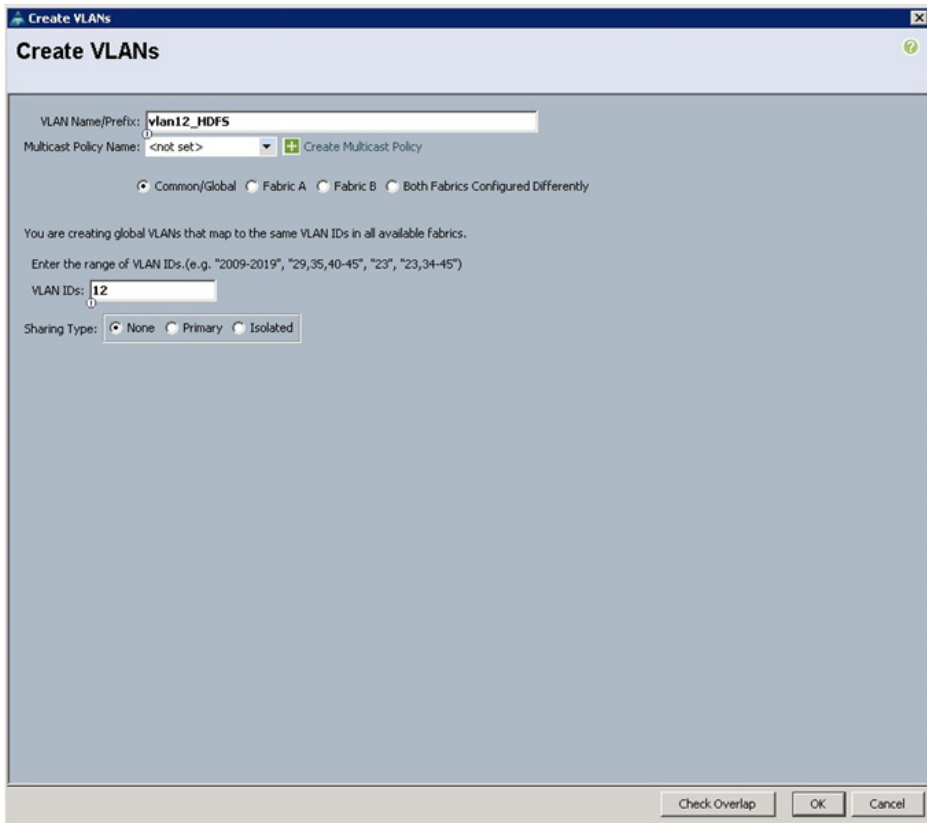 Create VLANs
Create VLANs
VLAN Name/Prefix: vlan12_HDFS
Multicast Policy Name: <not set> Create Multicast Policy
Common/Global Fabric A Fabric B Both Fabrics Configured Differently
You are creating global VLANs that map to the same VLAN IDs in all available fabrics.
Enter the range of VLAN IDs.(e.g. "2009-2019", "29,35,40-45", "23", "23,34-45")
VLAN IDs: 12
Sharing Type: None Primary Isolated
Check Overlap OK Cancel